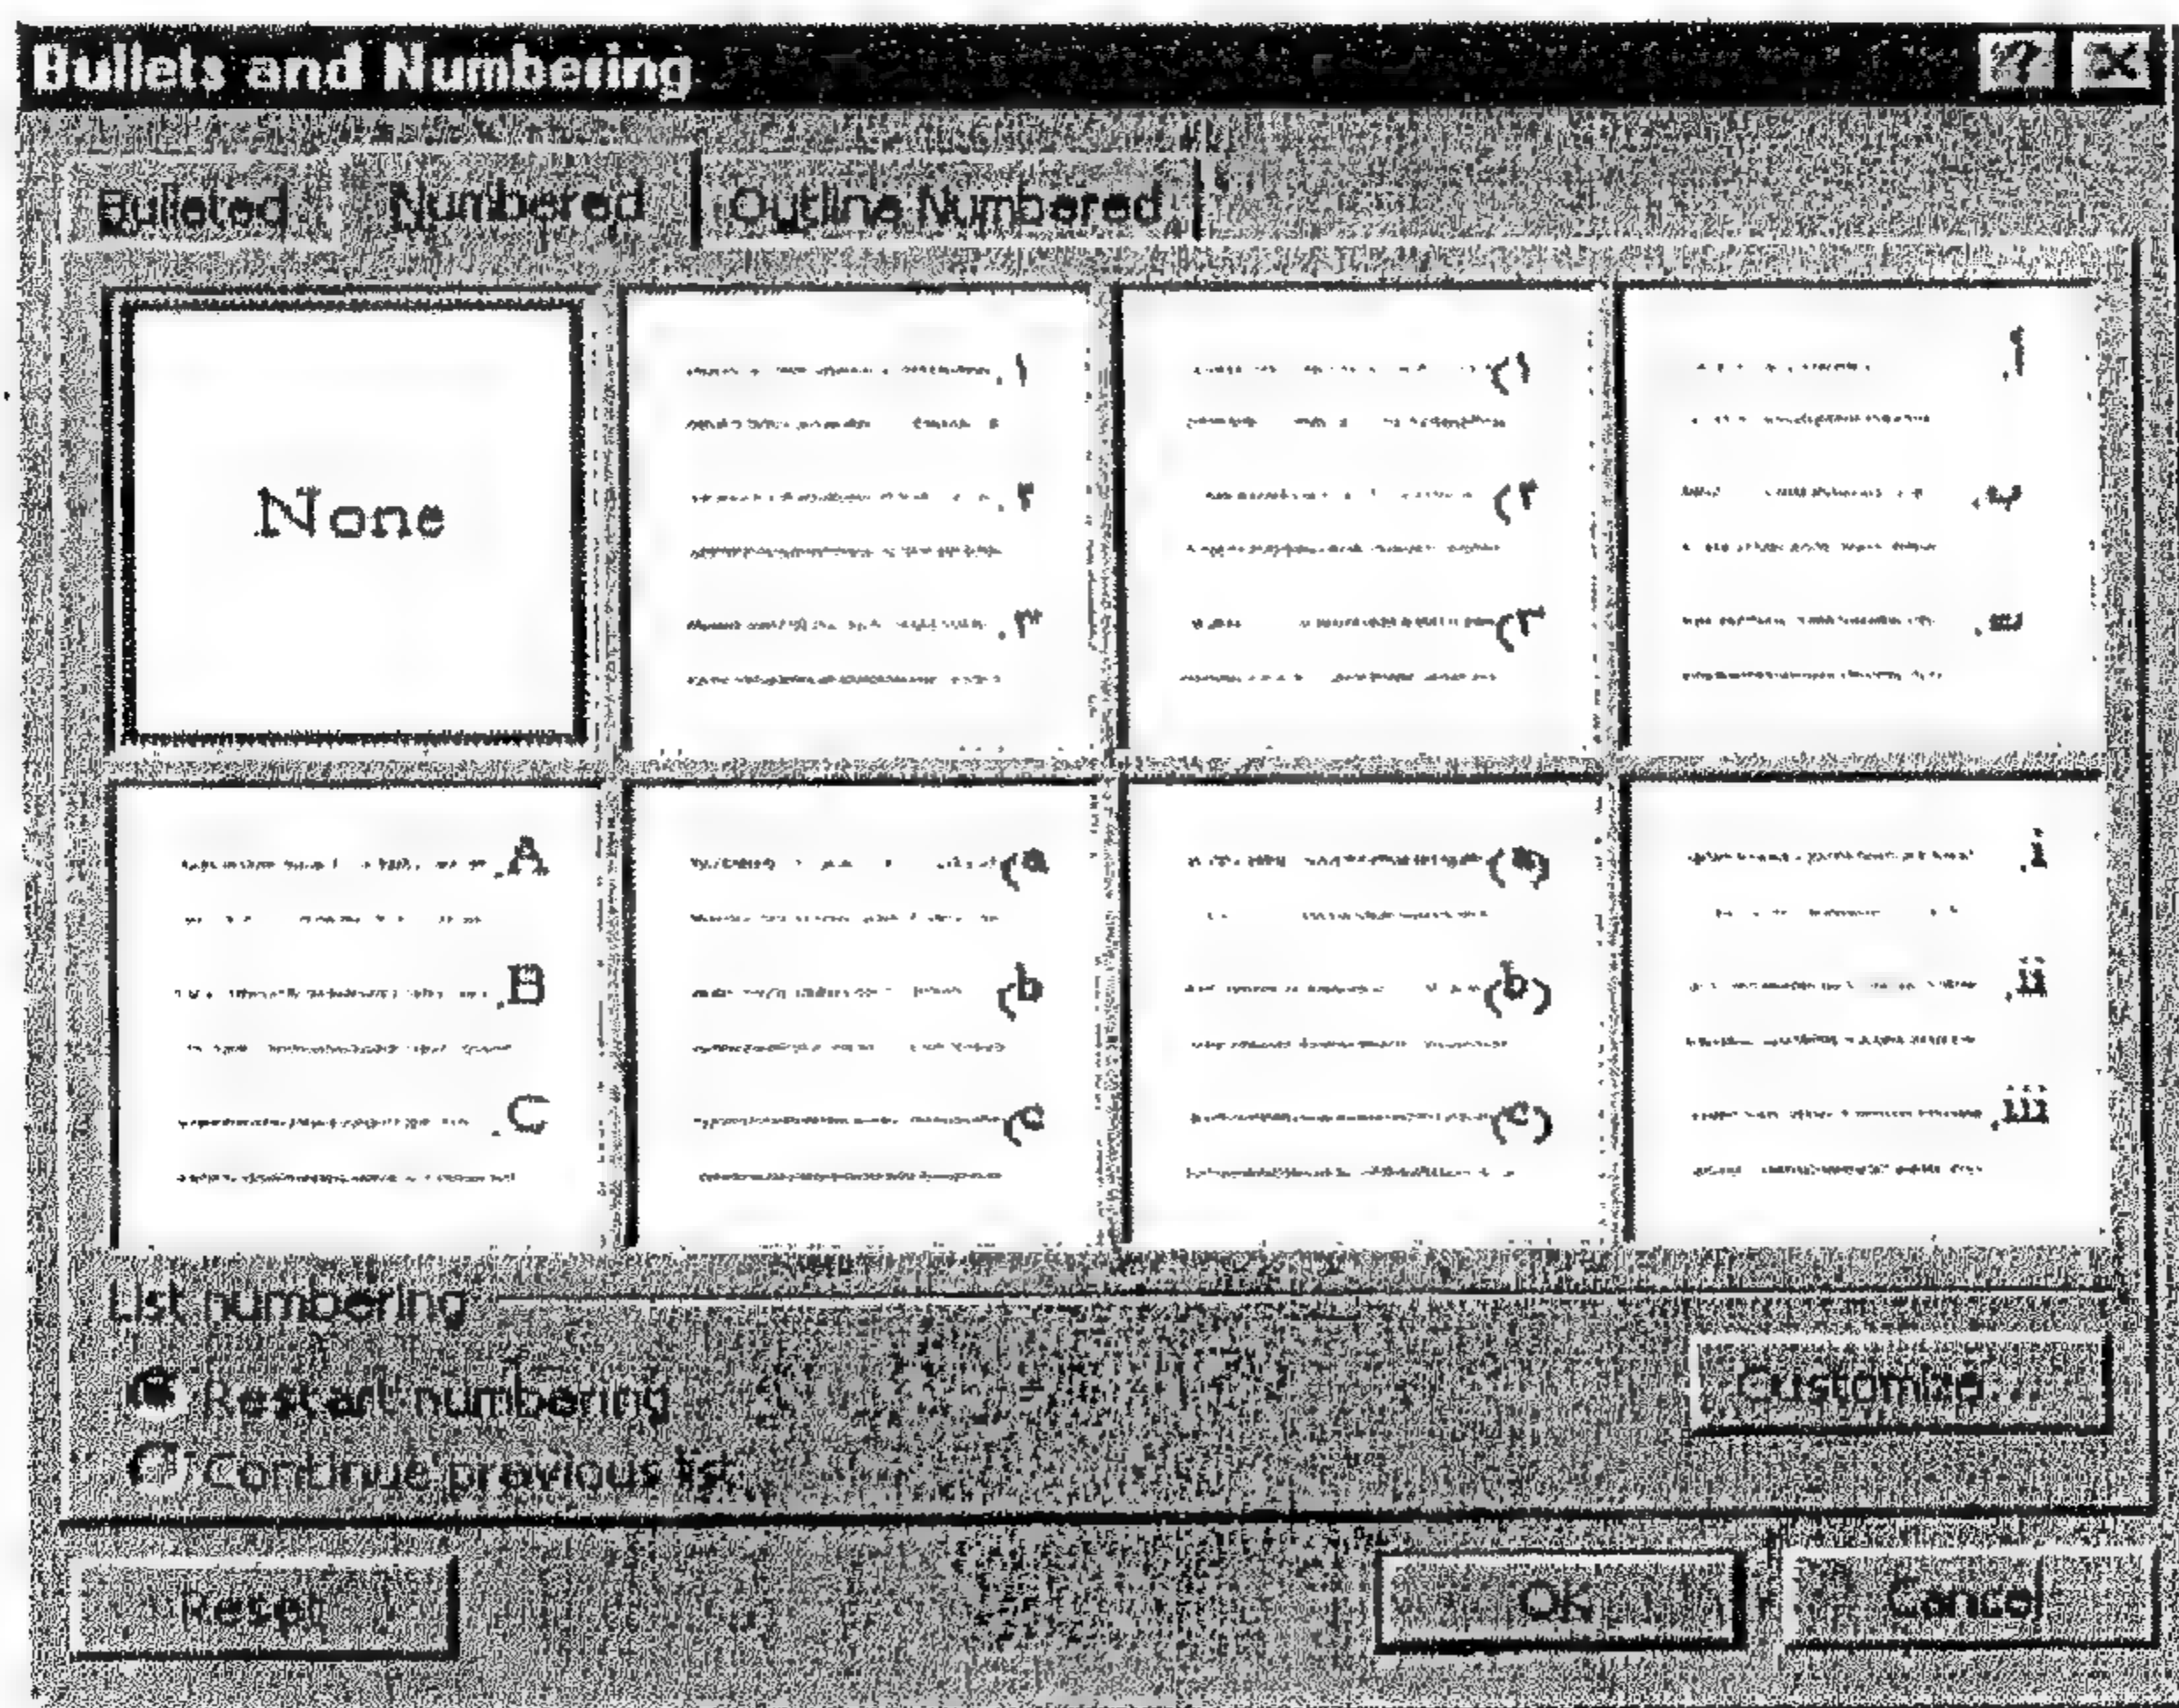 Bullets and Numbering
Bulleted Numbered Outline Numbered
None
.١ (١ .أ
.٢ (٢ .ب
.٣ (٣
.A (a (a) .i
.B (b (b) .ii
.C (c (c) .iii
List numbering
Restart numbering
Customize...
Continue previous list
Reset OK Cancel